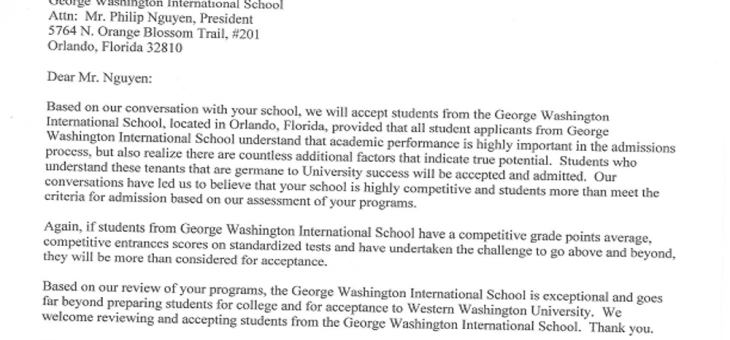 George Washington International School
Attn: Mr. Philip Nguyen, President
5764 N. Orange Blossom Trail, #201
Orlando, Florida 32810
Dear Mr. Nguyen:
Based on our conversation with your school, we will accept students from the George Washington
International School, located in Orlando, Florida, provided that all student applicants from George
Washington International School understand that academic performance is highly important in the admissions
process, but also realize there are countless additional factors that indicate true potential. Students who
understand these tenants that are germane to University success will be accepted and admitted. Our
conversations have led us to believe that your school is highly competitive and students more than meet the
criteria for admission based on our assessment of your programs.
Again, if students from George Washington International School have a competitive grade points average,
competitive entrances scores on standardized tests and have undertaken the challenge to go above and beyond,
they will be more than considered for acceptance.
Based on our review of your programs, the George Washington International School is exceptional and goes
far beyond preparing students for college and for acceptance to Western Washington University. We
welcome reviewing and accepting students from the George Washington International School. Thank you.